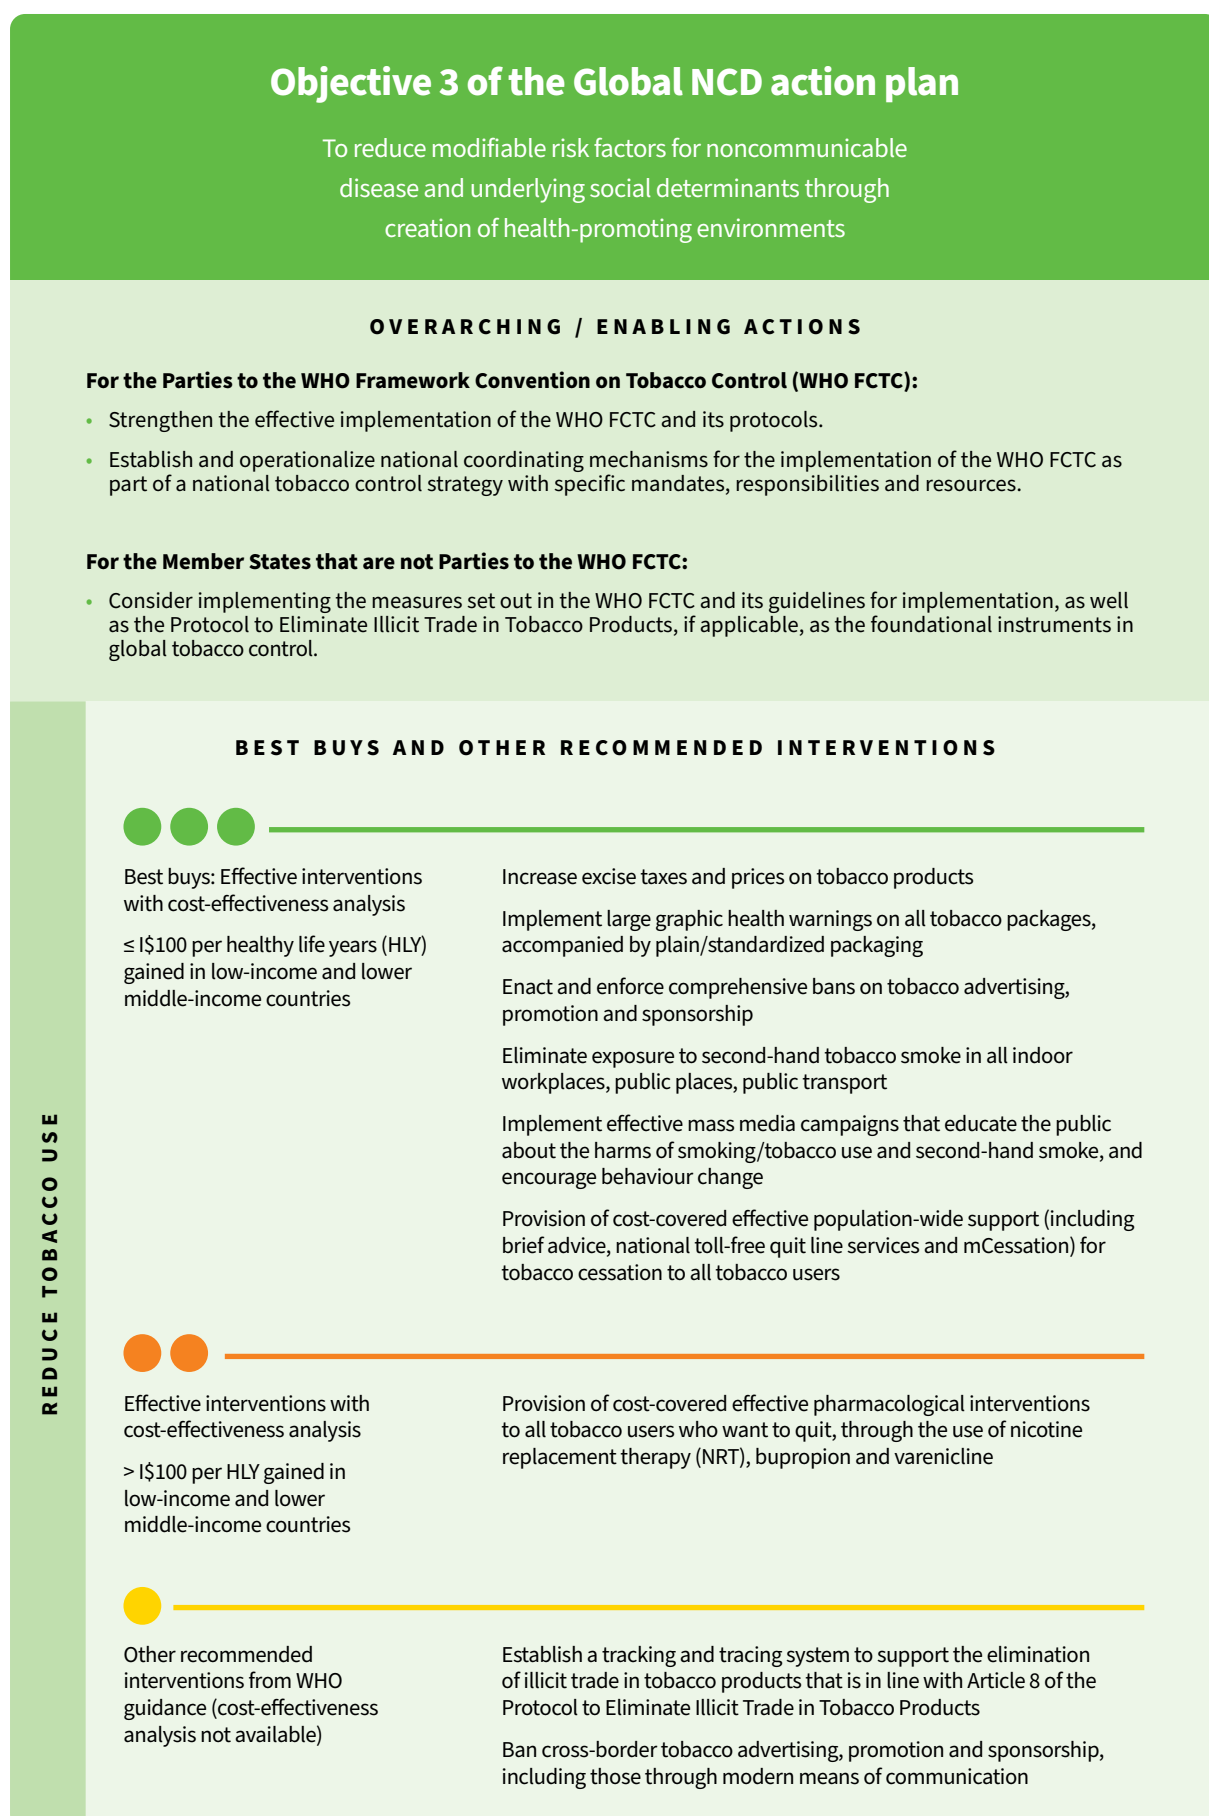 Objective 3 of the Global NCD action plan
To reduce modifiable risk factors for noncommunicable
disease and underlying social determinants through
creation of health-promoting environments
OVERARCHING / ENABLING ACTIONS
For the Parties to the WHO Framework Convention on Tobacco Control (WHO FCTC):
• Strengthen the effective implementation of the WHO FCTC and its protocols.
• Establish and operationalize national coordinating mechanisms for the implementation of the WHO FCTC as
part of a national tobacco control strategy with specific mandates, responsibilities and resources.
For the Member States that are not Parties to the WHO FCTC:
• Consider implementing the measures set out in the WHO FCTC and its guidelines for implementation, as well
as the Protocol to Eliminate Illicit Trade in Tobacco Products, if applicable, as the foundational instruments in
global tobacco control.
REDUCE TOBACCO USE
BEST BUYS AND OTHER RECOMMENDED INTERVENTIONS
Best buys: Effective interventions
with cost-effectiveness analysis
≤ I$100 per healthy life years (HLY)
gained in low-income and lower
middle-income countries
Increase excise taxes and prices on tobacco products
Implement large graphic health warnings on all tobacco packages,
accompanied by plain/standardized packaging
Enact and enforce comprehensive bans on tobacco advertising,
promotion and sponsorship
Eliminate exposure to second-hand tobacco smoke in all indoor
workplaces, public places, public transport
Implement effective mass media campaigns that educate the public
about the harms of smoking/tobacco use and second-hand smoke, and
encourage behaviour change
Provision of cost-covered effective population-wide support (including
brief advice, national toll-free quit line services and mCessation) for
tobacco cessation to all tobacco users
Effective interventions with
cost-effectiveness analysis
> I$100 per HLY gained in
low-income and lower
middle-income countries
Provision of cost-covered effective pharmacological interventions
to all tobacco users who want to quit, through the use of nicotine
replacement therapy (NRT), bupropion and varenicline
Other recommended
interventions from WHO
guidance (cost-effectiveness
analysis not available)
Establish a tracking and tracing system to support the elimination
of illicit trade in tobacco products that is in line with Article 8 of the
Protocol to Eliminate Illicit Trade in Tobacco Products
Ban cross-border tobacco advertising, promotion and sponsorship,
including those through modern means of communication